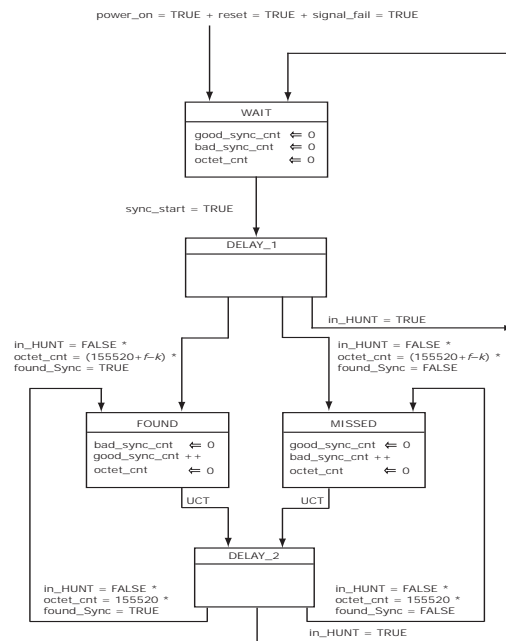 power_on = TRUE + reset = TRUE + signal_fail = TRUE
WAIT
good_sync_cnt ⇐ 0
bad_sync_cnt ⇐ 0
octet_cnt ⇐ 0
sync_start = TRUE
DELAY_1
in_HUNT = TRUE
in_HUNT = FALSE *
octet_cnt = (155520+f–k) *
found_Sync = TRUE
in_HUNT = FALSE *
octet_cnt = (155520+f–k) *
found_Sync = FALSE
FOUND
bad_sync_cnt ⇐ 0
good_sync_cnt ++
octet_cnt ⇐ 0
MISSED
good_sync_cnt ⇐ 0
bad_sync_cnt ++
octet_cnt ⇐ 0
UCT
UCT
DELAY_2
in_HUNT = FALSE *
octet_cnt = 155520 *
found_Sync = TRUE
in_HUNT = FALSE *
octet_cnt = 155520 *
found_Sync = FALSE
in_HUNT = TRUE